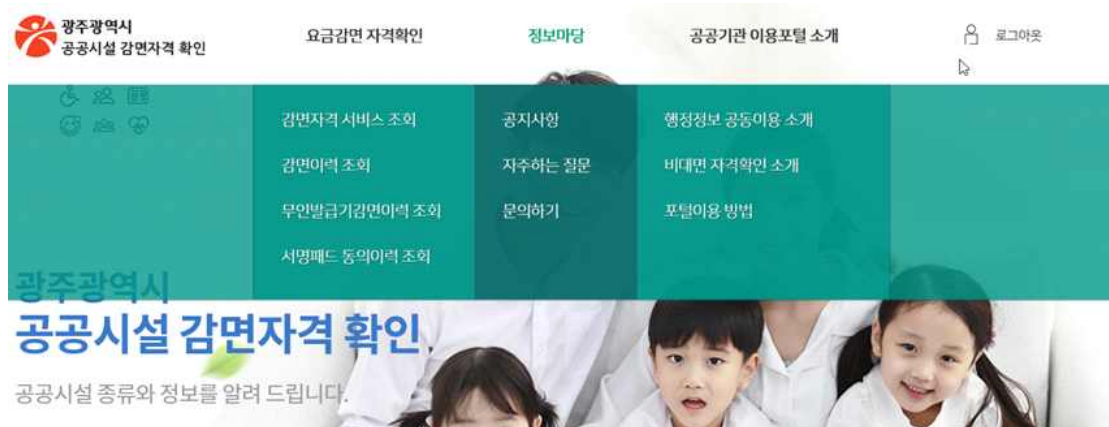 광주광역시
공공시설 감면자격 확인
요금감면 자격확인
정보마당
공공기관 이용포털 소개
로그아웃
감면자격 서비스 조회
감면이력 조회
무인발급기감면이력 조회
서명패드 동의이력 조회
공지사항
자주하는 질문
문의하기
행정정보 공동이용 소개
비대면 자격확인 소개
포털이용 방법
광주광역시
공공시설 감면자격 확인
공공시설 종류와 정보를 알려 드립니다.